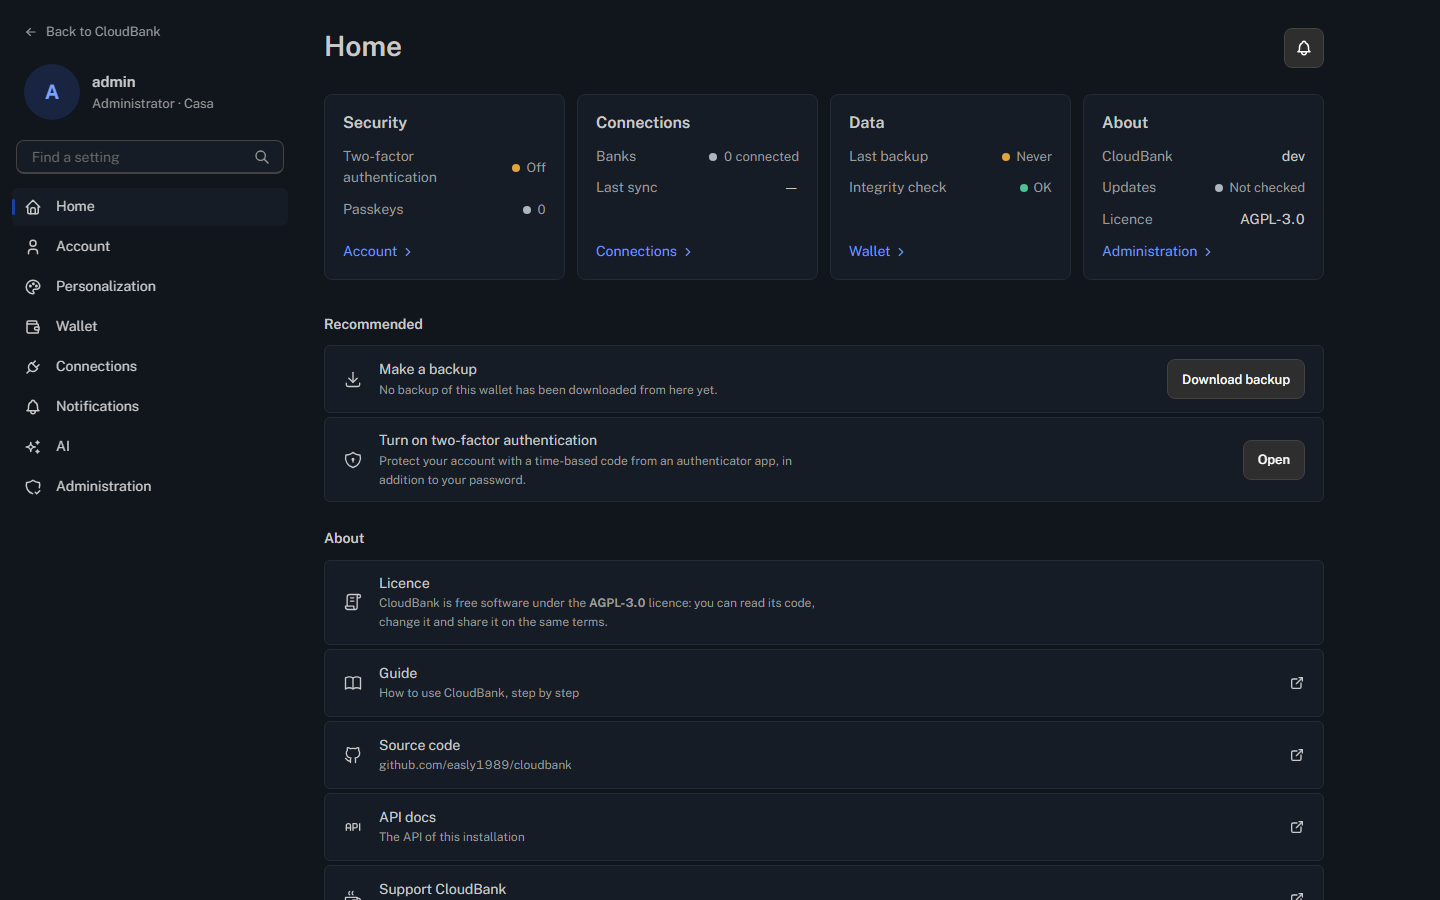 Back to CloudBank
A
admin
Administrator · Casa
Find a setting
Home
Account
Personalization
Wallet
Connections
Notifications
AI
Administration
Home
Security
Two-factor
authentication
Off
Passkeys
0
Account
Connections
Banks
0 connected
Last sync
—
Connections
Data
Last backup
Never
Integrity check
OK
Wallet
About
CloudBank
dev
Updates
Not checked
Licence
AGPL-3.0
Administration
Recommended
Make a backup
No backup of this wallet has been downloaded from here yet.
Download backup
Turn on two-factor authentication
Protect your account with a time-based code from an authenticator app, in
addition to your password.
Open
About
Licence
CloudBank is free software under the AGPL-3.0 licence: you can read its code,
change it and share it on the same terms.
Guide
How to use CloudBank, step by step
Source code
github.com/easly1989/cloudbank
API
API docs
The API of this installation
Support CloudBank